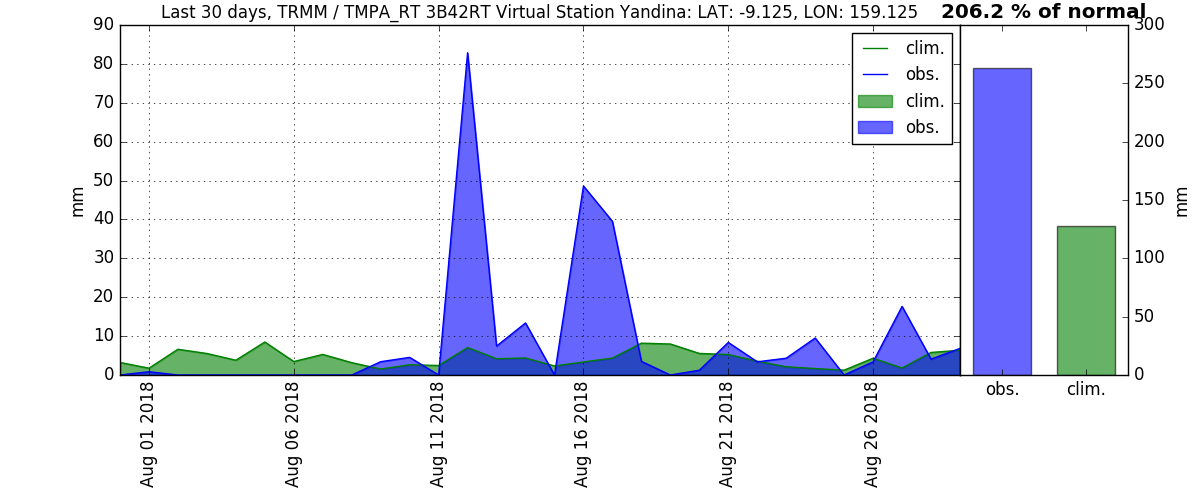 Last 30 days, TRMM / TMPA_RT 3B42RT Virtual Station Yandina: LAT: -9.125, LON: 159.125
206.2 % of normal
mm
90
80
70
60
50
40
30
20
10
0
clim.
obs.
clim.
obs.
Aug 01 2018
Aug 06 2018
Aug 11 2018
Aug 16 2018
Aug 21 2018
Aug 26 2018
300
250
200
150
100
50
0
mm
obs. clim.